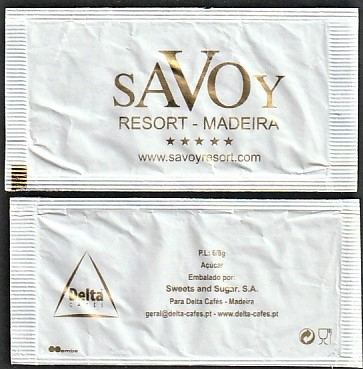 SAVOY
RESORT - MADEIRA
www.savoyresort.com
P.L: 6/8g
Açúcar
Embalado por:
Sweets and Sugar, S.A.
Para Delta Cafés - Madeira
geral@delta-cafes.pt - www.delta-cafes.pt
Delta
CAFÉS